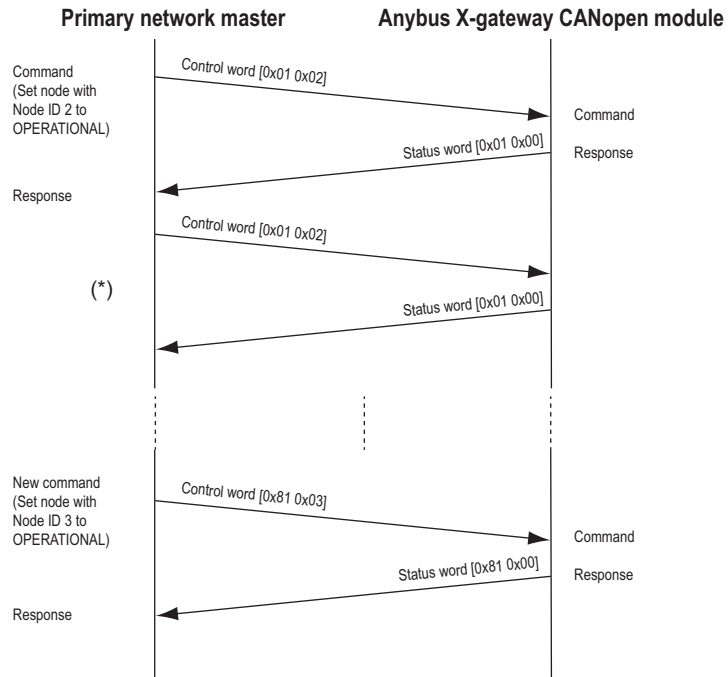 Primary network master
Anybus X-gateway CANopen module
Command
(Set node with
Node ID 2 to
OPERATIONAL)
Control word [0x01 0x02]
Command
Status word [0x01 0x00]
Response
Response
Control word [0x01 0x02]
(*)
Status word [0x01 0x00]
New command
(Set node with
Node ID 3 to
OPERATIONAL)
Control word [0x81 0x03]
Command
Status word [0x81 0x00]
Response
Response